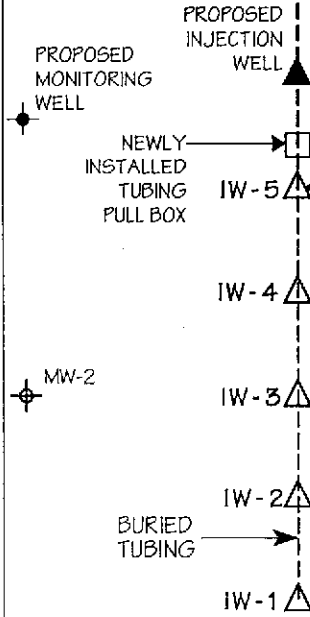 PROPOSED
INJECTION
WELL
PROPOSED
MONITORING
WELL
NEWLY
INSTALLED
TUBING
PULL BOX
IW-5
IW-4
MW-2
IW-3
IW-2
BURIED
TUBING
IW-1